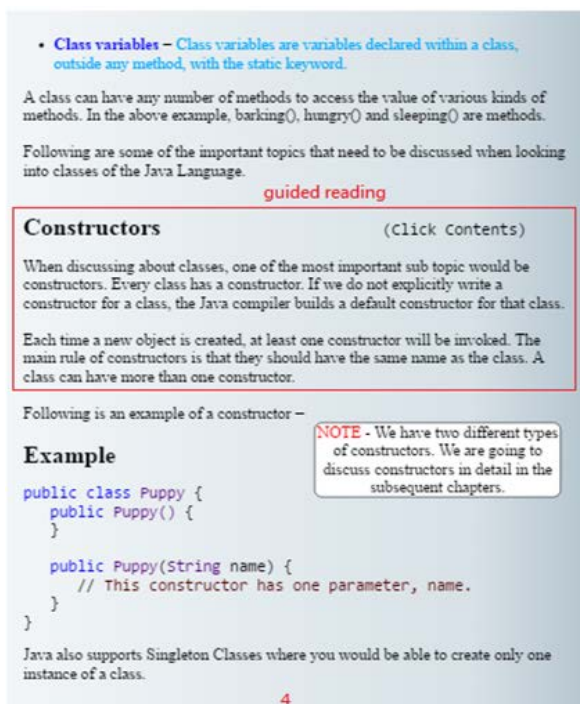 • Class variables – Class variables are variables declared within a class,
outside any method, with the static keyword.
A class can have any number of methods to access the value of various kinds of
methods. In the above example, barking(), hungry() and sleeping() are methods.
Following are some of the important topics that need to be discussed when looking
into classes of the Java Language.
guided reading
Constructors (Click Contents)
When discussing about classes, one of the most important sub topic would be
constructors. Every class has a constructor. If we do not explicitly write a
constructor for a class, the Java compiler builds a default constructor for that class.
Each time a new object is created, at least one constructor will be invoked. The
main rule of constructors is that they should have the same name as the class. A
class can have more than one constructor.
Following is an example of a constructor –
NOTE - We have two different types
of constructors. We are going to
discuss constructors in detail in the
subsequent chapters.
Example
public class Puppy {
public Puppy() {
}
public Puppy(String name) {
// This constructor has one parameter, name.
}
}
Java also supports Singleton Classes where you would be able to create only one
instance of a class.
4